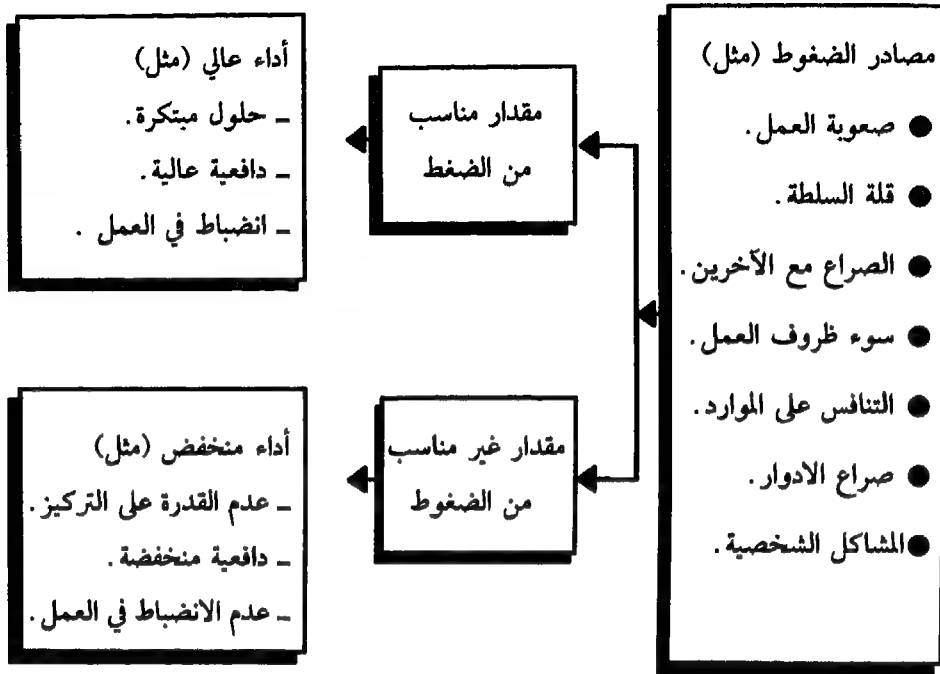 مصادر الضغوط (مثل)
● صعوبة العمل.
● قلة السلطة.
● الصراع مع الآخرين.
● سوء ظروف العمل.
● التنافس على الموارد.
● صراع الادوار.
● المشاكل الشخصية.
مقدار مناسب
من الضغط
أداء عالي (مثل)
ـ حلول مبتكرة.
ـ دافعية عالية.
ـ انضباط في العمل .
مقدار غير مناسب
من الضغوط
أداء منخفض (مثل)
ـ عدم القدرة على التركيز.
ـ دافعية منخفضة.
ـ عدم الانضباط في العمل.